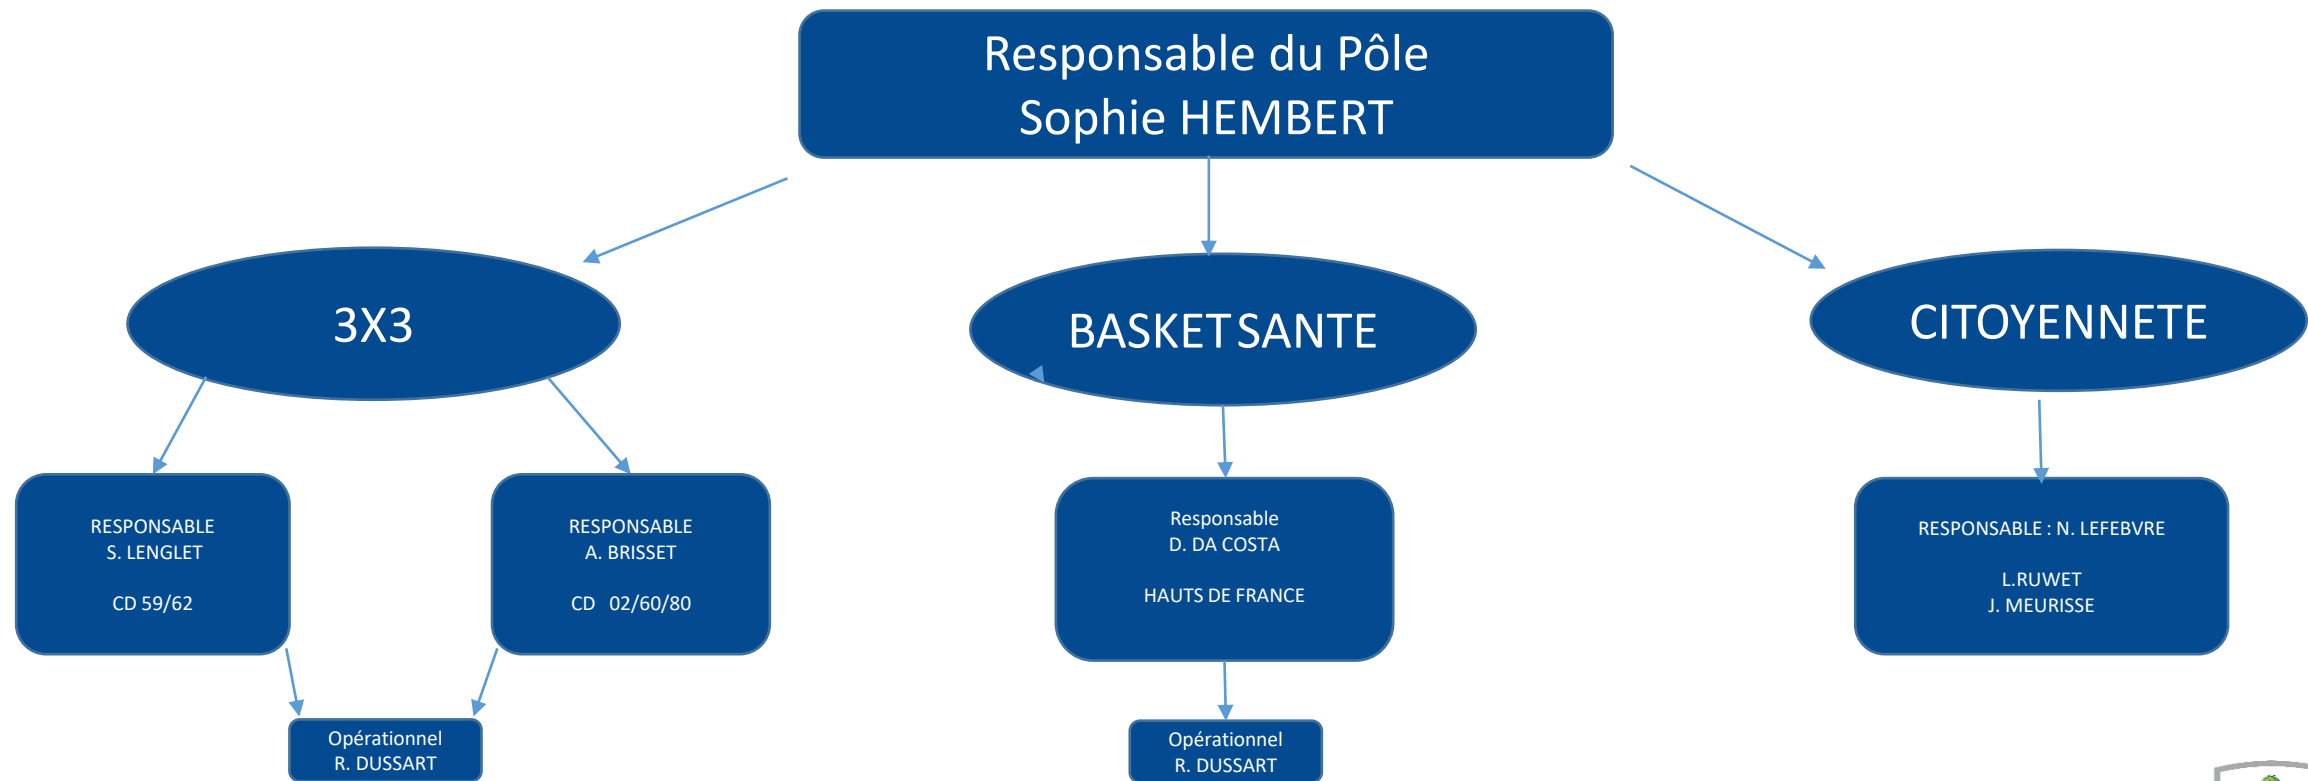 Responsable du Pôle
Sophie HEMBERT
3X3
BASKET SANTE
CITOYENNETE
RESPONSABLE
S. LENGLET
CD 59/62
RESPONSABLE
A. BRISSET
CD 02/60/80
Responsable
D. DA COSTA
HAUTS DE FRANCE
RESPONSABLE : N. LEFEBVRE
L.RUWET
J. MEURISSE
Opérationnel
R. DUSSART
Opérationnel
R. DUSSART